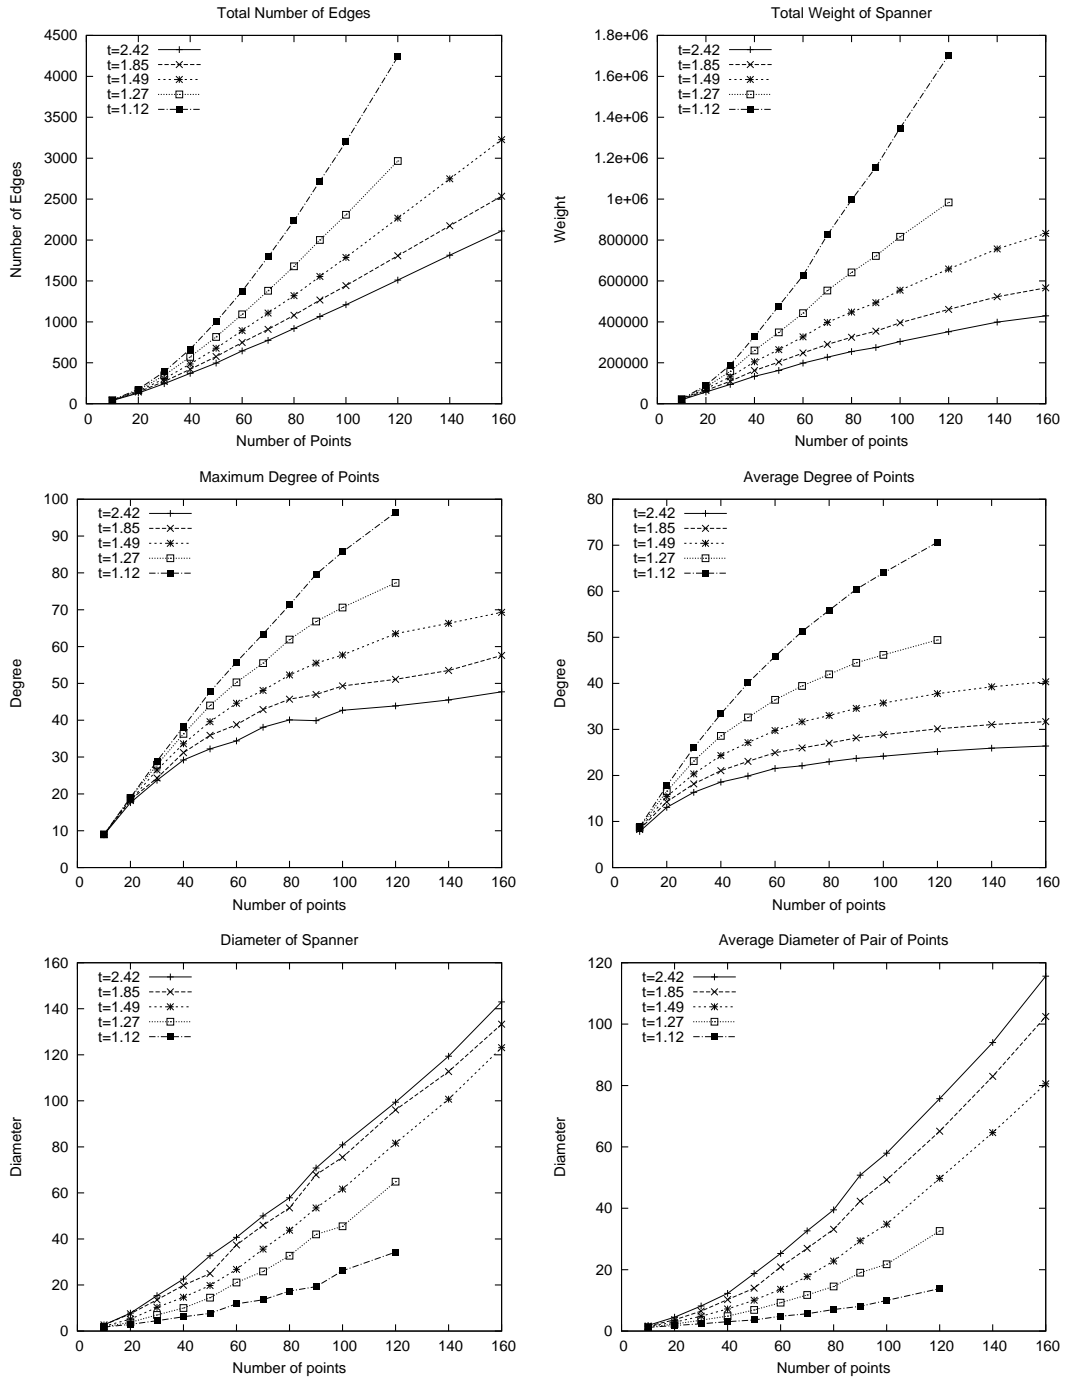 Total Number of Edges
4500
4000
3500
3000
2500
2000
1500
1000
500
0
Number of Edges
t=2.42
t=1.85
t=1.49
t=1.27
t=1.12
0 20 40 60 80 100 120 140 160
Number of Points
Total Weight of Spanner
1.8e+06
1.6e+06
1.4e+06
1.2e+06
1e+06
800000
600000
400000
200000
0
Weight
t=2.42
t=1.85
t=1.49
t=1.27
t=1.12
0 20 40 60 80 100 120 140 160
Number of points
Maximum Degree of Points
100
90
80
70
60
50
40
30
20
10
0
Degree
t=2.42
t=1.85
t=1.49
t=1.27
t=1.12
0 20 40 60 80 100 120 140 160
Number of points
Average Degree of Points
80
70
60
50
40
30
20
10
0
Degree
t=2.42
t=1.85
t=1.49
t=1.27
t=1.12
0 20 40 60 80 100 120 140 160
Number of points
Diameter of Spanner
160
140
120
100
80
60
40
20
0
Diameter
t=2.42
t=1.85
t=1.49
t=1.27
t=1.12
0 20 40 60 80 100 120 140 160
Number of points
Average Diameter of Pair of Points
120
100
80
60
40
20
0
Diameter
t=2.42
t=1.85
t=1.49
t=1.27
t=1.12
0 20 40 60 80 100 120 140 160
Number of points